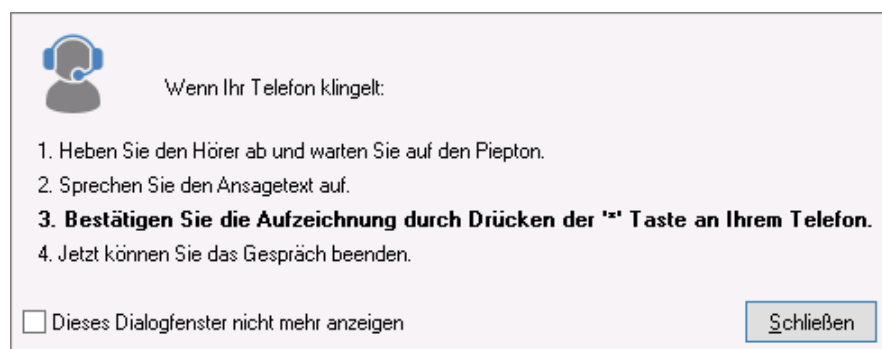 Wenn Ihr Telefon klingelt:
1. Heben Sie den Hörer ab und warten Sie auf den Piepton.
2. Sprechen Sie den Ansagetext auf.
3. Bestätigen Sie die Aufzeichnung durch Drücken der '*' Taste an Ihrem Telefon.
4. Jetzt können Sie das Gespräch beenden.
Dieses Dialogfenster nicht mehr anzeigen
Schließen